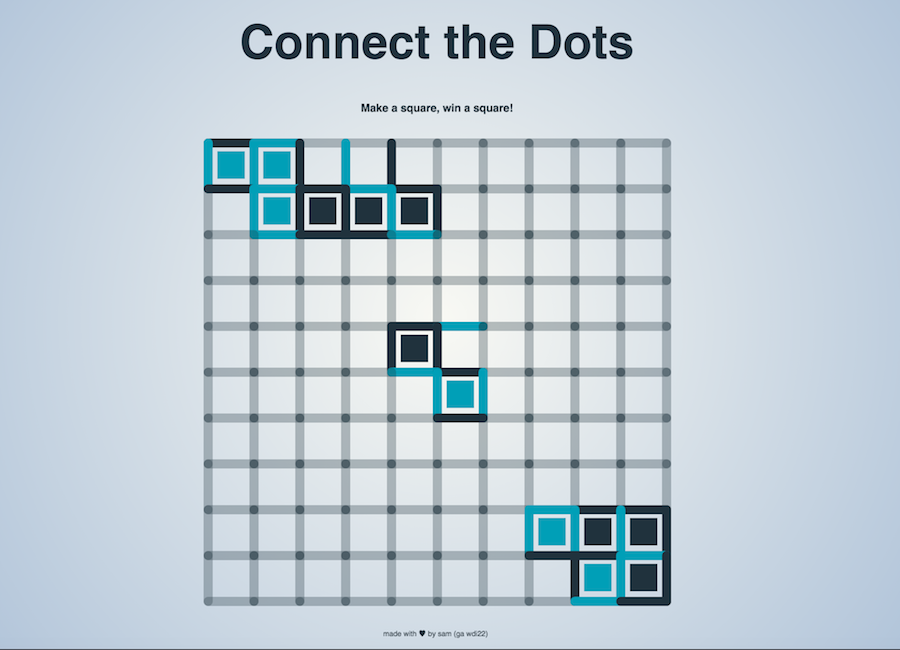 Connect the Dots
Make a square, win a square!
made with ♥ by sam (ga wdi22)